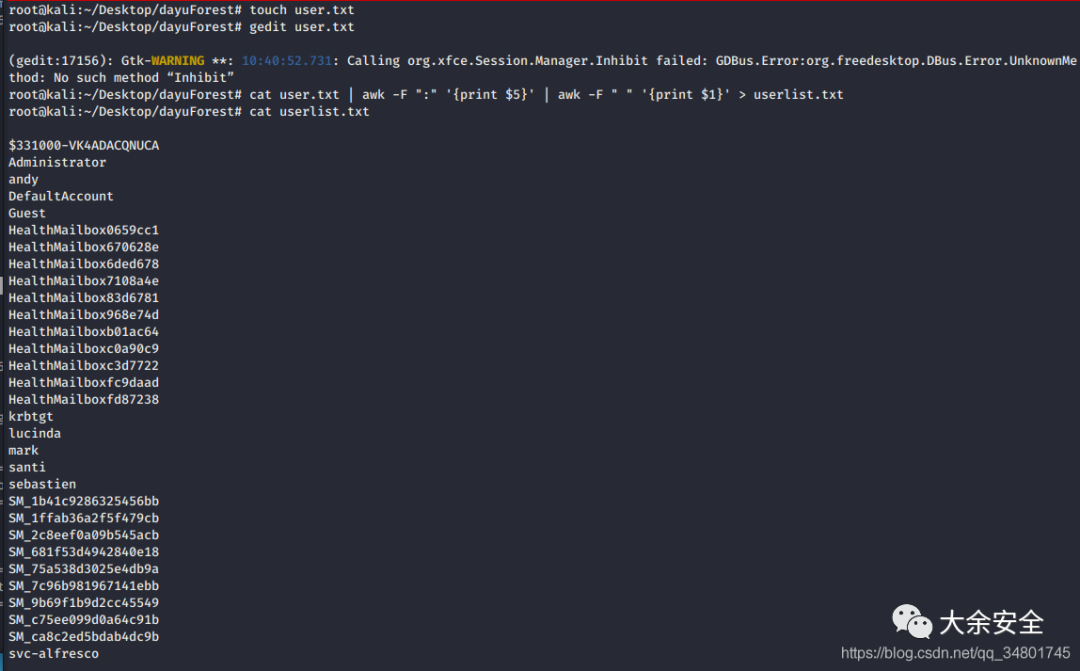 root@kali:~/Desktop/dayuForest# touch user.txt
root@kali:~/Desktop/dayuForest# gedit user.txt
(gedit:17156): Gtk-WARNING **: 10:40:52.731: Calling org.xfce.Session.Manager.Inhibit failed: GDBus.Error:org.freedesktop.DBus.Error.UnknownMe
thod: No such method “Inhibit”
root@kali:~/Desktop/dayuForest# cat user.txt | awk -F ":" '{print $5}' | awk -F " " '{print $1}' > userlist.txt
root@kali:~/Desktop/dayuForest# cat userlist.txt
$331000-VK4ADACQNUCA
Administrator
andy
DefaultAccount
Guest
HealthMailbox0659cc1
HealthMailbox670628e
HealthMailbox6ded678
HealthMailbox7108a4e
HealthMailbox83d6781
HealthMailbox968e74d
HealthMailboxb01ac64
HealthMailboxc0a90c9
HealthMailboxc3d7722
HealthMailboxfc9daad
HealthMailboxfd87238
krbtgt
lucinda
mark
santi
sebastien
SM_1b41c9286325456bb
SM_1ffab36a2f5f479cb
SM_2c8eef0a09b545acb
SM_681f53d4942840e18
SM_75a538d3025e4db9a
SM_7c96b981967141ebb
SM_9b69f1b9d2cc45549
SM_c75ee099d0a64c91b
SM_ca8c2ed5bdab4dc9b
svc-alfresco
大余安全
https://blog.csdn.net/qq_34801745